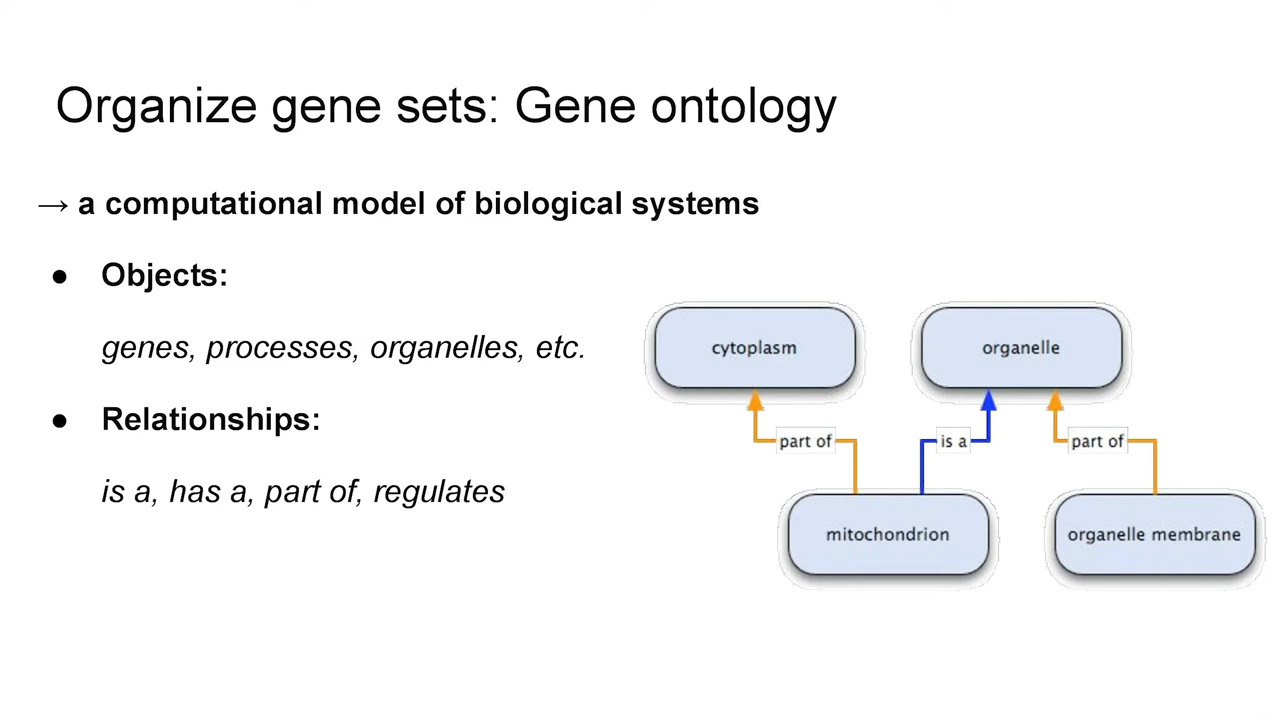 Organize gene sets: Gene ontology
→ a computational model of biological systems
● Objects:
genes, processes, organelles, etc.
● Relationships:
is a, has a, part of, regulates
cytoplasm
organelle
part of
is a
part of
mitochondrion
organelle membrane